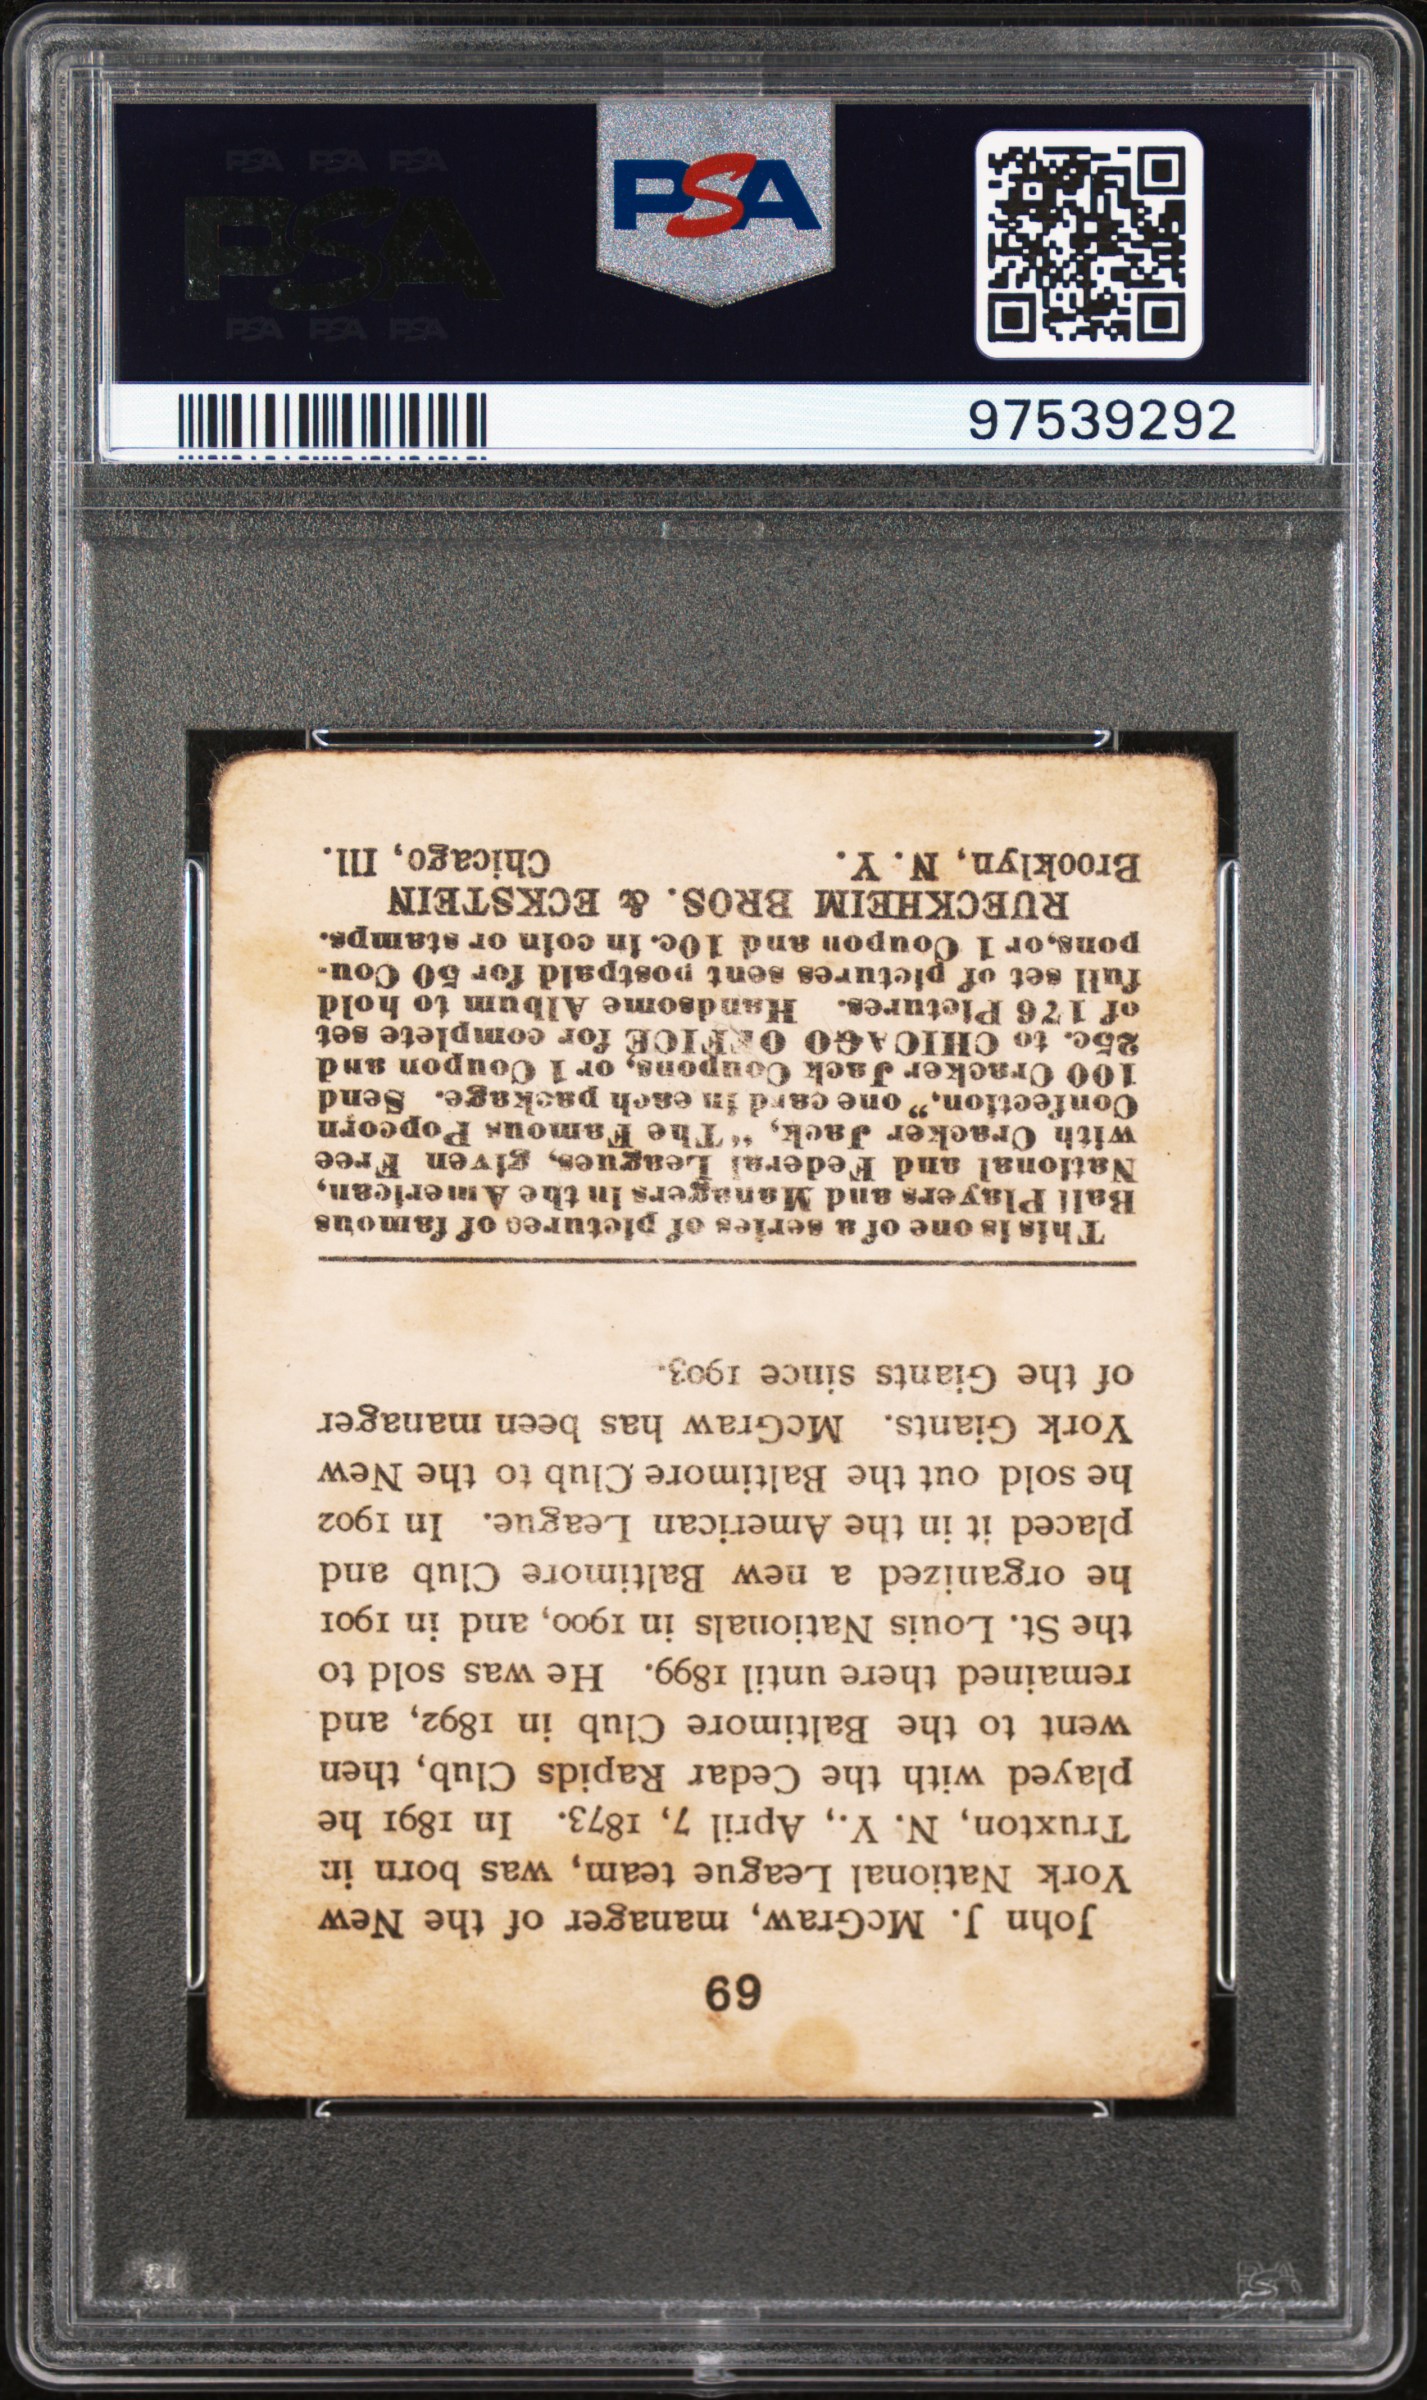 PSA PSA PSA
PSA
PSA PSA PSA
PSA
97539292
69
John J. McGraw, manager of the New
York National League team, was born in
Truxton, N. Y., April 7, 1873. In 1891 he
played with the Cedar Rapids Club, then
went to the Baltimore Club in 1892, and
remained there until 1899. He was sold to
the St. Louis Nationals in 1900, and in 1901
he organized a new Baltimore Club and
placed it in the American League. In 1902
he sold out the Baltimore Club to the New
York Giants. McGraw has been manager
of the Giants since 1903.
This is one of a series of pictures of famous
Ball Players and Managers in the American,
National and Federal Leagues, given Free
with Cracker Jack, “The Famous Popcorn
Confection,” one card in each package. Send
100 Cracker Jack Coupons, or 1 Coupon and
25c. to CHICAGO OFFICE for complete set
of 176 Pictures. Handsome Album to hold
full set of pictures sent postpaid for 50 Cou-
pons, or 1 Coupon and 10c. in coin or stamps.
RUECKHEIM BROS. & ECKSTEIN
Brooklyn, N. Y. Chicago, Ill.
PSA